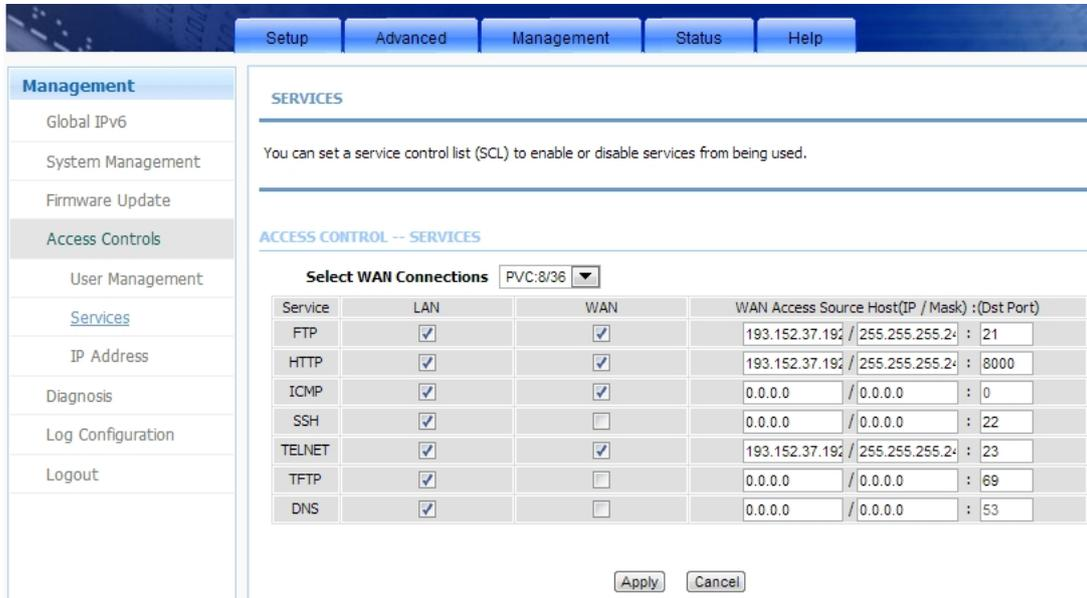 Setup Advanced Management Status Help
Management
Global IPv6
System Management
Firmware Update
Access Controls
User Management
Services
IP Address
Diagnosis
Log Configuration
Logout
SERVICES
You can set a service control list (SCL) to enable or disable services from being used.
ACCESS CONTROL -- SERVICES
Select WAN Connections PVC:8/36
Service LAN WAN WAN Access Source Host(IP / Mask) :(Dst Port)
FTP 193.152.37.192 / 255.255.255.24 : 21
HTTP 193.152.37.192 / 255.255.255.24 : 8000
ICMP 0.0.0.0 / 0.0.0.0 : 0
SSH 0.0.0.0 / 0.0.0.0 : 22
TELNET 193.152.37.192 / 255.255.255.24 : 23
TFTP 0.0.0.0 / 0.0.0.0 : 69
DNS 0.0.0.0 / 0.0.0.0 : 53
Apply Cancel